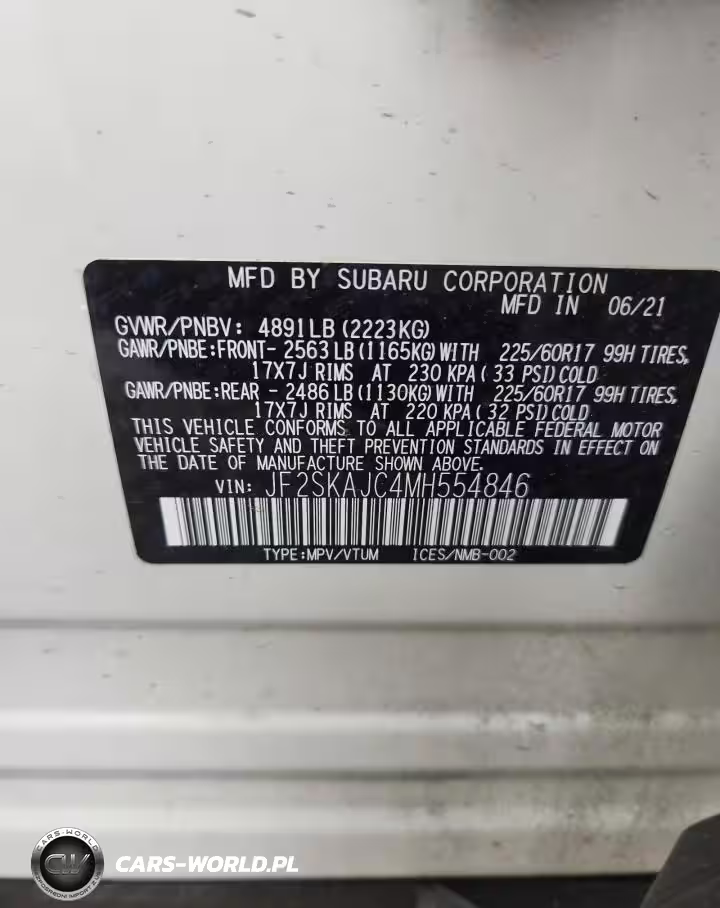 MFD BY SUBARU CORPORATION
MFD IN 06/21
GVWR/PNBV: 4891LB (2223KG)
GAWR/PNBE:FRONT- 2563 LB (1165KG) WITH 225/60R17 99H TIRES,
17X7J RIMS AT 230 KPA( 33 PSI) COLD
GAWR/PNBE:REAR - 2486 LB (1130KG) WITH 225/60R17 99H TIRES,
17X7J RIMS AT 220 KPA( 32 PSI) COLD
THIS VEHICLE CONFORMS TO ALL APPLICABLE FEDERAL MOTOR
VEHICLE SAFETY AND THEFT PREVENTION STANDARDS IN EFFECT ON
THE DATE OF MANUFACTURE SHOWN ABOVE.
VIN: JF2SKAJC4MH554846
TYPE:MPV/VTUM ICES/NMB-002
CARS-WORLD
CW
CARS-WORLD.PL